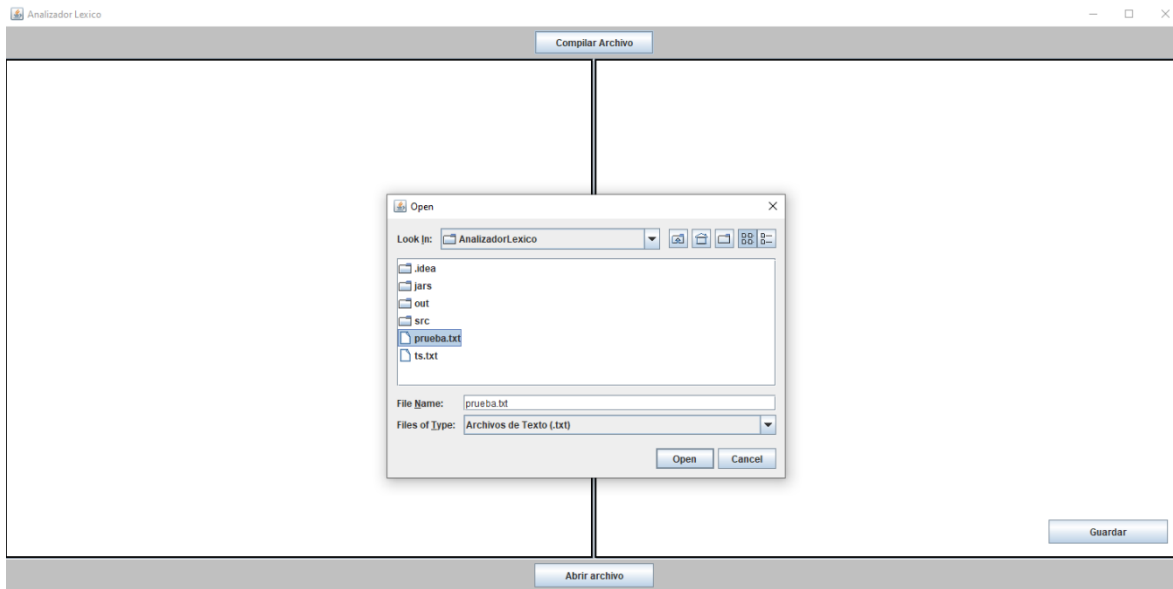 Analizador Lexico
Compilar Archivo
Open
Look In: AnalizadorLexico
.idea
jars
out
src
prueba.txt
ts.txt
File Name: prueba.txt
Files of Type: Archivos de Texto (.txt)
Open Cancel
Guardar
Abrir archivo